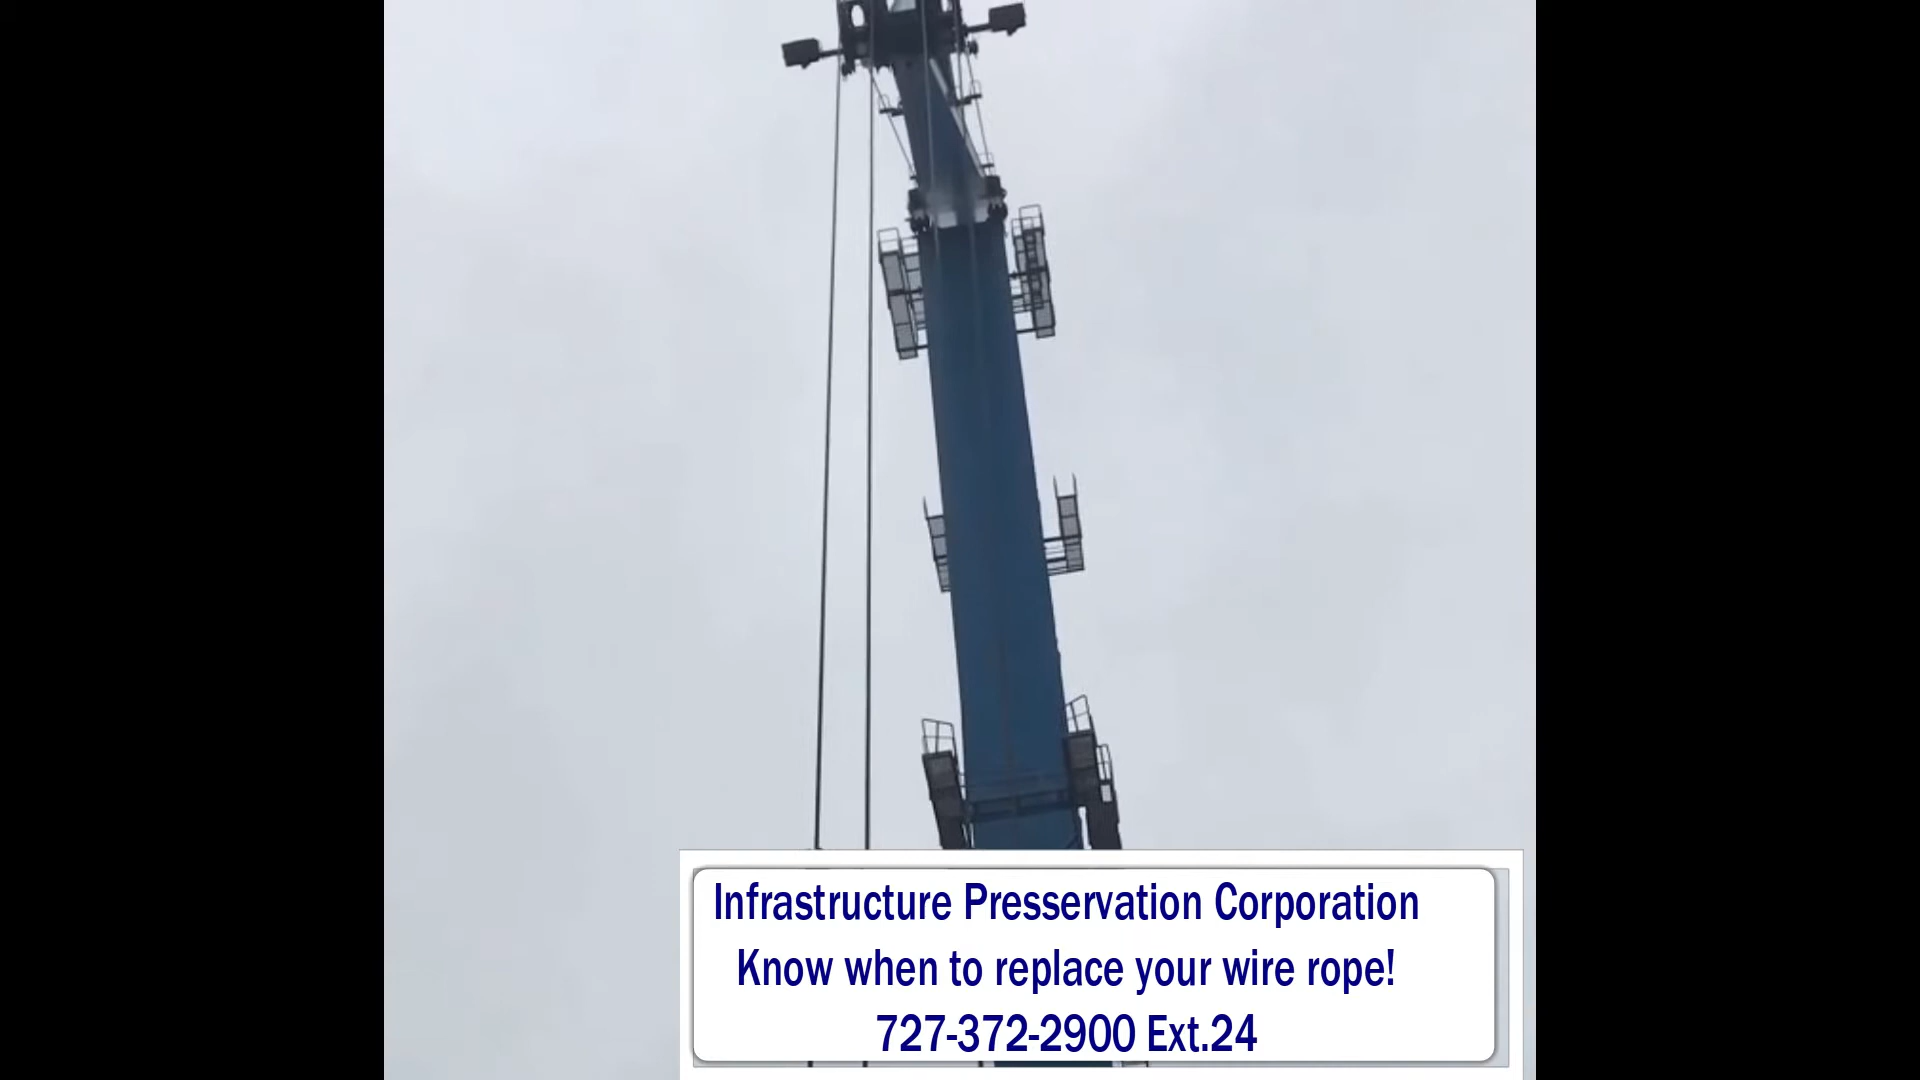 Infrastructure Presservation Corporation
Know when to replace your wire rope!
727-372-2900 Ext.24